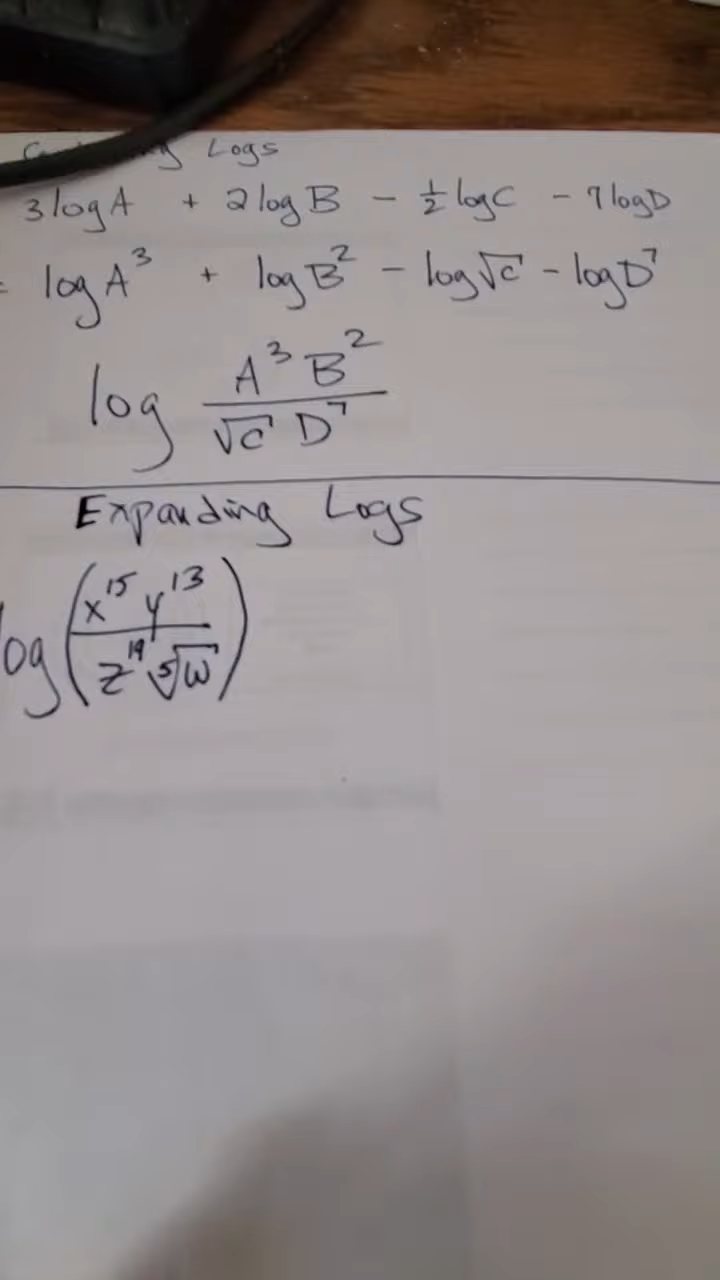 Logs
3 log A + 2 log B - ½ log C - 7 log D
= log A³ + log B² - log √C - log D⁷
log A³ B² / √C D⁷
Expanding Logs
log (x¹⁵ y¹³ / z¹⁹ ⁵√w)